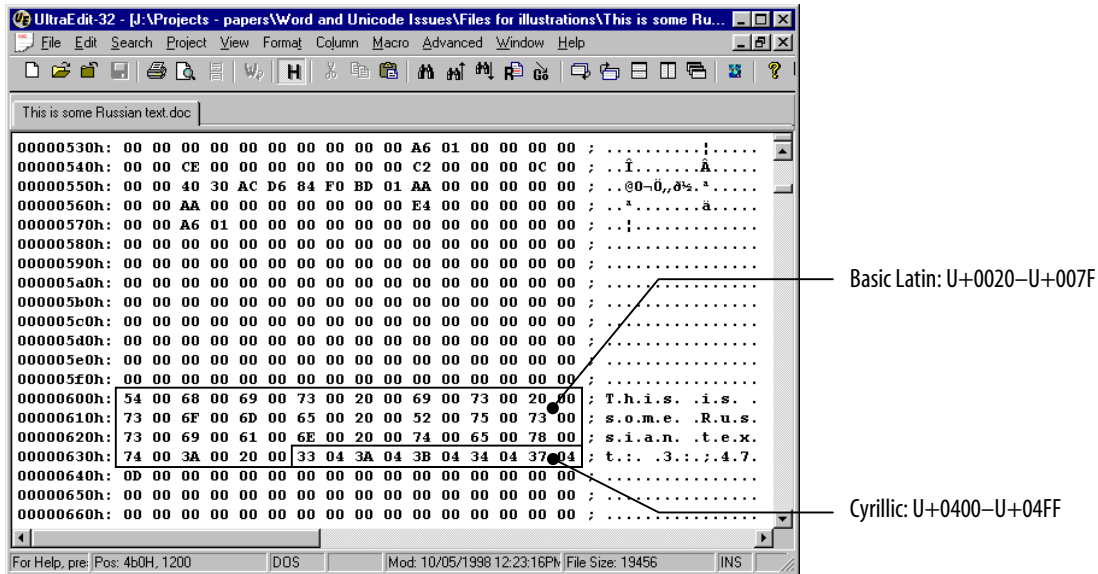 UltraEdit-32 - [J:\Projects - papers\Word and Unicode Issues\Files for illustrations\This is some Ru...
File Edit Search Project View Format Column Macro Advanced Window Help
This is some Russian text.doc
00000530h: 00 00 00 00 00 00 00 00 00 00 A6 01 00 00 00 00 ; ..........¦.....
00000540h: 00 00 CE 00 00 00 00 00 00 00 C2 00 00 00 0C 00 ; ..Î.......Â.....
00000550h: 00 00 40 30 AC D6 84 F0 BD 01 AA 00 00 00 00 00 ; ..@0¬Ö„ð½.ª.....
00000560h: 00 00 AA 00 00 00 00 00 00 00 E4 00 00 00 00 00 ; ..ª.......ä.....
00000570h: 00 00 A6 01 00 00 00 00 00 00 00 00 00 00 00 00 ; ..¦.............
00000580h: 00 00 00 00 00 00 00 00 00 00 00 00 00 00 00 00 ; ................
00000590h: 00 00 00 00 00 00 00 00 00 00 00 00 00 00 00 00 ; ................
000005a0h: 00 00 00 00 00 00 00 00 00 00 00 00 00 00 00 00 ; ................
Basic Latin: U+0020–U+007F
000005b0h: 00 00 00 00 00 00 00 00 00 00 00 00 00 00 00 00 ; ................
000005c0h: 00 00 00 00 00 00 00 00 00 00 00 00 00 00 00 00 ; ................
000005d0h: 00 00 00 00 00 00 00 00 00 00 00 00 00 00 00 00 ; ................
000005e0h: 00 00 00 00 00 00 00 00 00 00 00 00 00 00 00 00 ; ................
000005f0h: 00 00 00 00 00 00 00 00 00 00 00 00 00 00 00 00 ; ................
00000600h: 54 00 68 00 69 00 73 00 20 00 69 00 73 00 20 00 ; T.h.i.s. .i.s. .
00000610h: 73 00 6F 00 6D 00 65 00 20 00 52 00 75 00 73 00 ; s.o.m.e. .R.u.s.
00000620h: 73 00 69 00 61 00 6E 00 20 00 74 00 65 00 78 00 ; s.i.a.n. .t.e.x.
00000630h: 74 00 3A 00 20 00 33 04 3A 04 3B 04 34 04 37 04 ; t.:. .3.:.;.4.7.
00000640h: 0D 00 00 00 00 00 00 00 00 00 00 00 00 00 00 00 ; ................
00000650h: 00 00 00 00 00 00 00 00 00 00 00 00 00 00 00 00 ; ................
00000660h: 00 00 00 00 00 00 00 00 00 00 00 00 00 00 00 00 ; ................
Cyrillic: U+0400–U+04FF
For Help, pre: Pos: 4b0H, 1200 DOS Mod: 10/05/1998 12:23:16PM File Size: 19456 INS